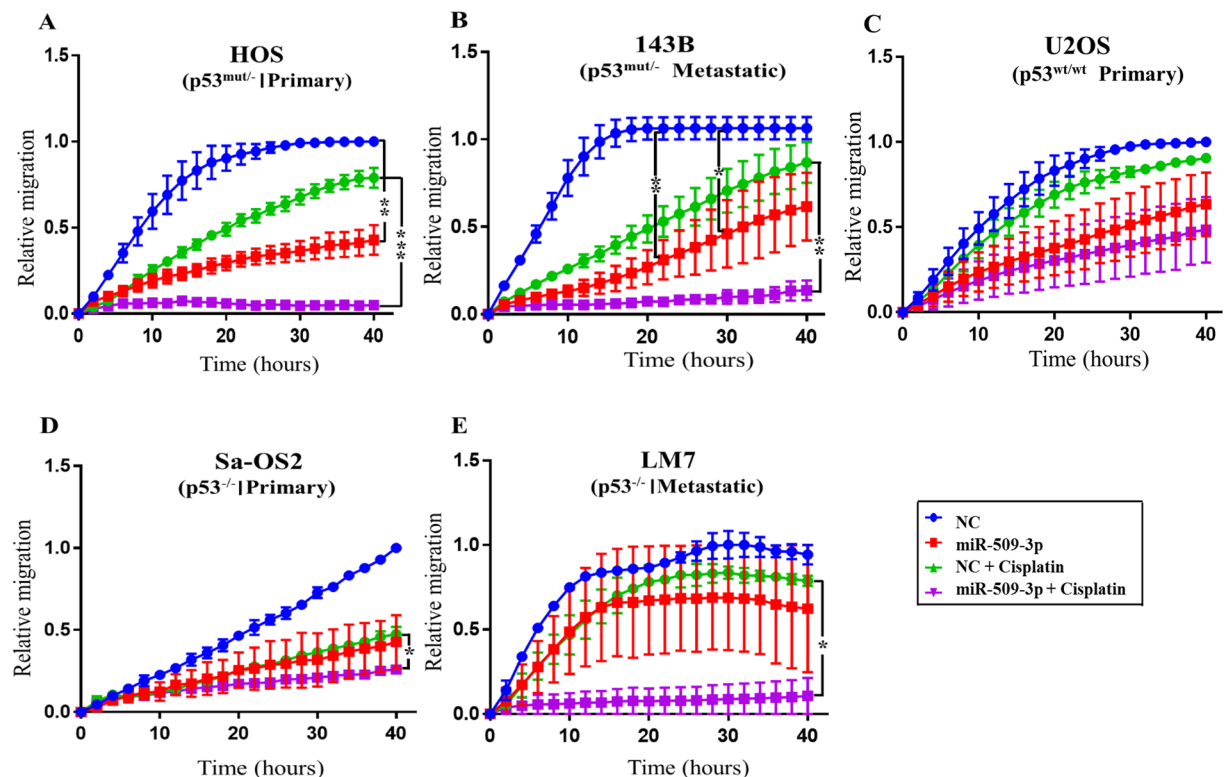 A
HOS
(p53mut/- | Primary)
1.5
1.0
0.5
0.0
0
10
20
30
40
Relative migration
Time (hours)
**
***
B
143B
(p53mut/- Metastatic)
1.5
1.0
0.5
0.0
0
10
20
30
40
Relative migration
Time (hours)
**
*
**
C
U2OS
(p53wt/wt Primary)
1.5
1.0
0.5
0.0
0
10
20
30
40
Relative migration
Time (hours)
D
Sa-OS2
(p53-/- | Primary)
1.5
1.0
0.5
0.0
0
10
20
30
40
Relative migration
Time (hours)
*
E
LM7
(p53-/- | Metastatic)
1.5
1.0
0.5
0.0
0
10
20
30
40
Relative migration
Time (hours)
*
NC
miR-509-3p
NC + Cisplatin
miR-509-3p + Cisplatin